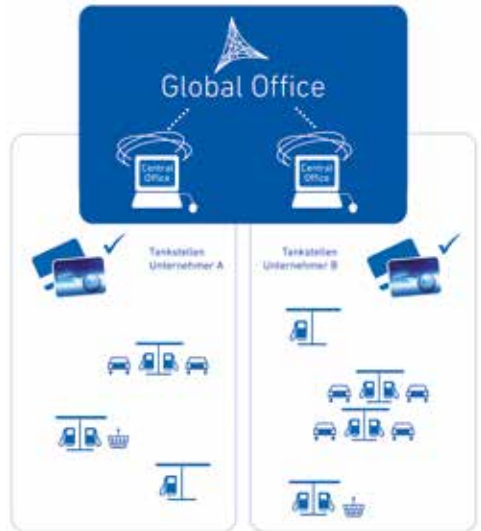 Global Office
Central
Office
Central
Office
Tankstellen
Unternehmer A
Tankstellen
Unternehmer B